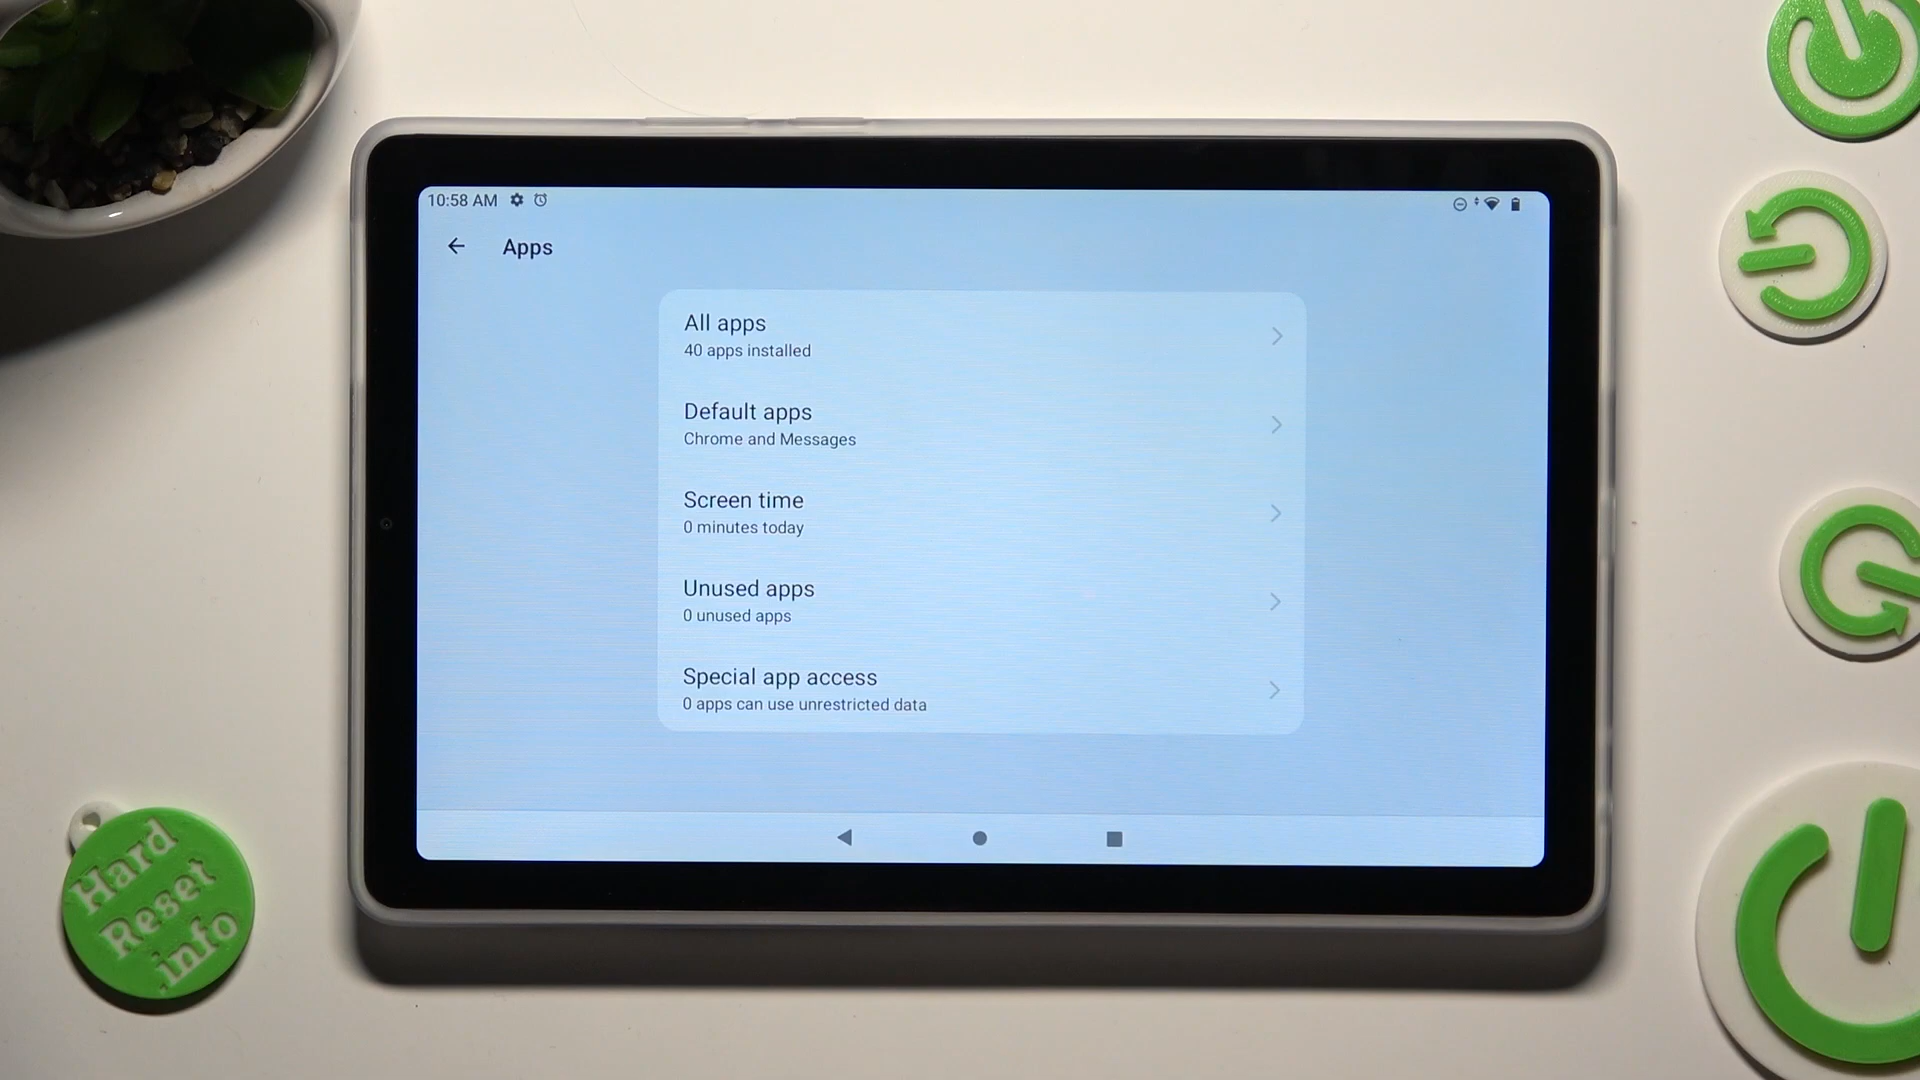 10:58 AM
Apps
All apps
40 apps installed
Default apps
Chrome and Messages
Screen time
0 minutes today
Unused apps
0 unused apps
Special app access
0 apps can use unrestricted data
Hard
Reset
.info